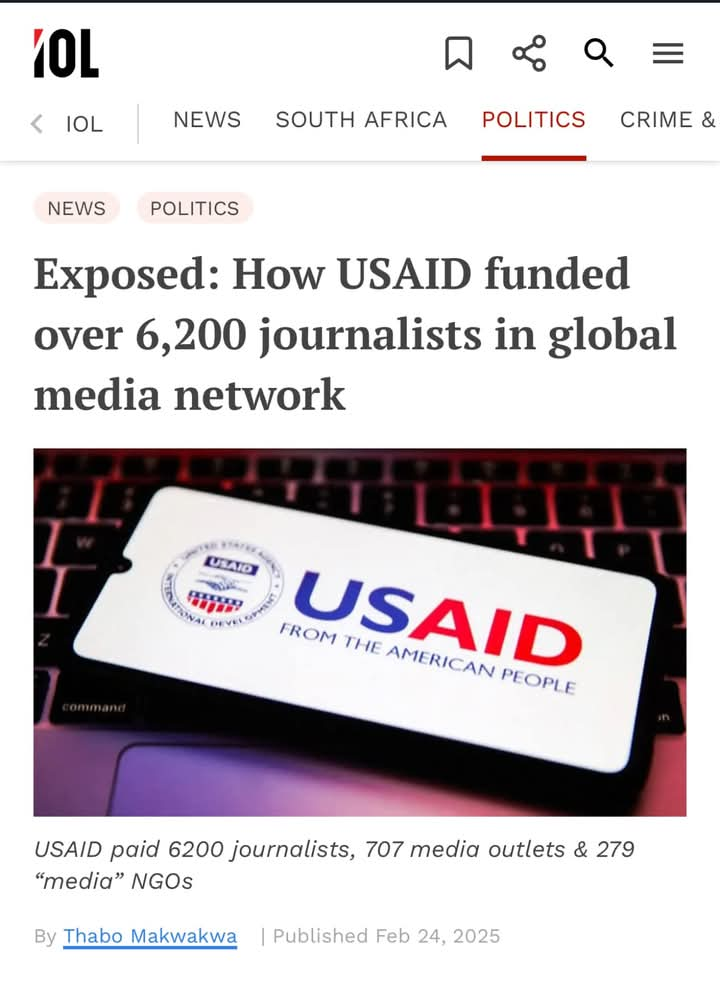 IOL
IOL
NEWS
SOUTH AFRICA
POLITICS
CRIME &
NEWS
POLITICS
Exposed: How USAID funded
over 6,200 journalists in global
media network
UNITED STATES AGENCY
USAID
INTERNATIONAL DEVELOPMENT
USAID
FROM THE AMERICAN PEOPLE
W
P
Z
command
USAID paid 6200 journalists, 707 media outlets & 279
“media” NGOs
By Thabo Makwakwa | Published Feb 24, 2025